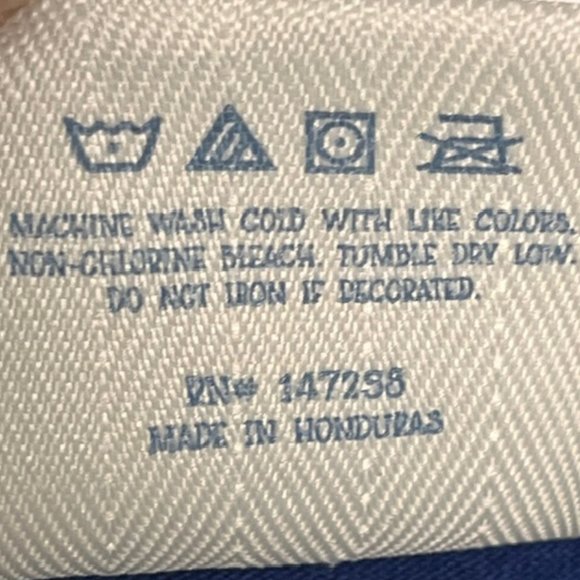 MACHINE WASH COLD WITH LIKE COLORS.
NON-CHLORINE BLEACH. TUMBLE DRY LOW.
DO NOT IRON IF DECORATED.
RN# 147298
MADE IN HONDURAS